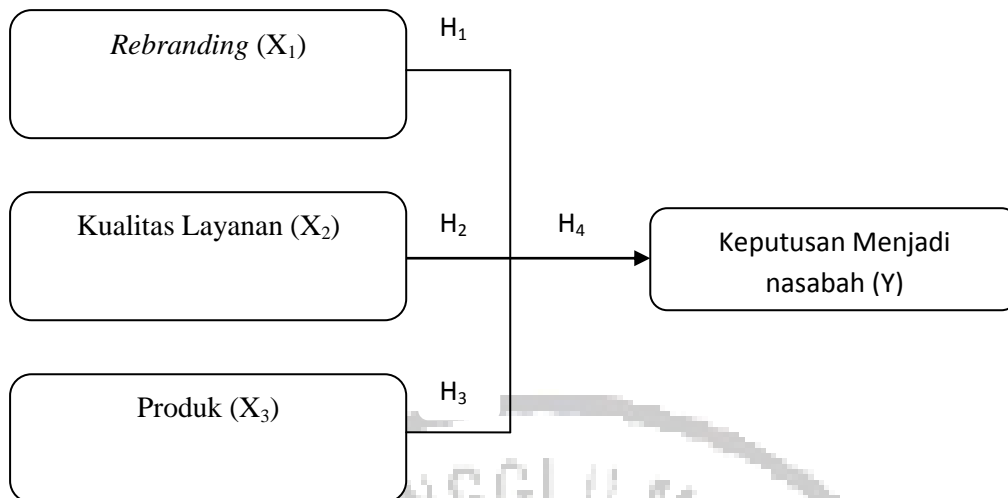 Rebranding (X₁)
H₁
Kualitas Layanan (X₂)
H₂
H₄
Keputusan Menjadi
nasabah (Y)
Produk (X₃)
H₃